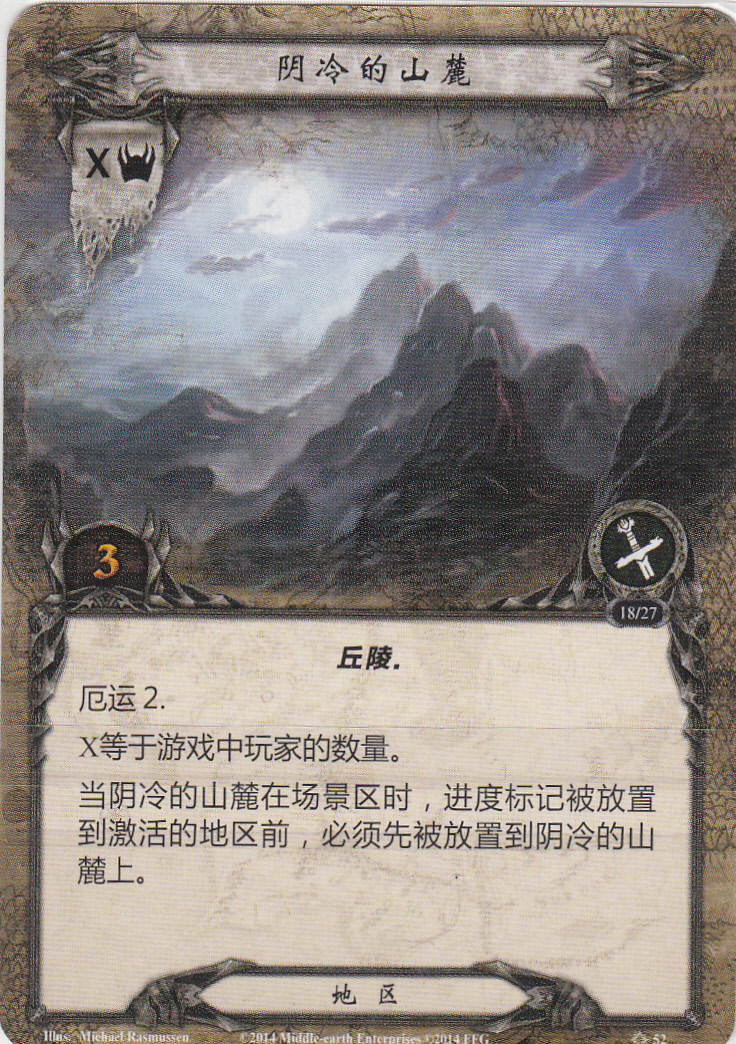 阴冷的山麓
X
3
18/27
丘陵.
厄运 2.
X等于游戏中玩家的数量。
当阴冷的山麓在场景区时，进度标记被放置
到激活的地区前，必须先被放置到阴冷的山
麓上。
地 区
Illus. Michael Rasmussen ©2014 Middle-earth Enterprises ©2014 FFG 52